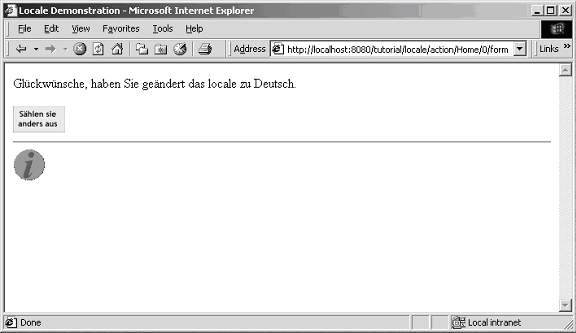 Locale Demonstration - Microsoft Internet Explorer
File Edit View Favorites Tools Help
Address http://localhost:8080/tutorial/locale/action/Home/0/form Links »
Glückwünsche, haben Sie geändert das locale zu Deutsch.
Sählen sie
anders aus
i
Done Local intranet